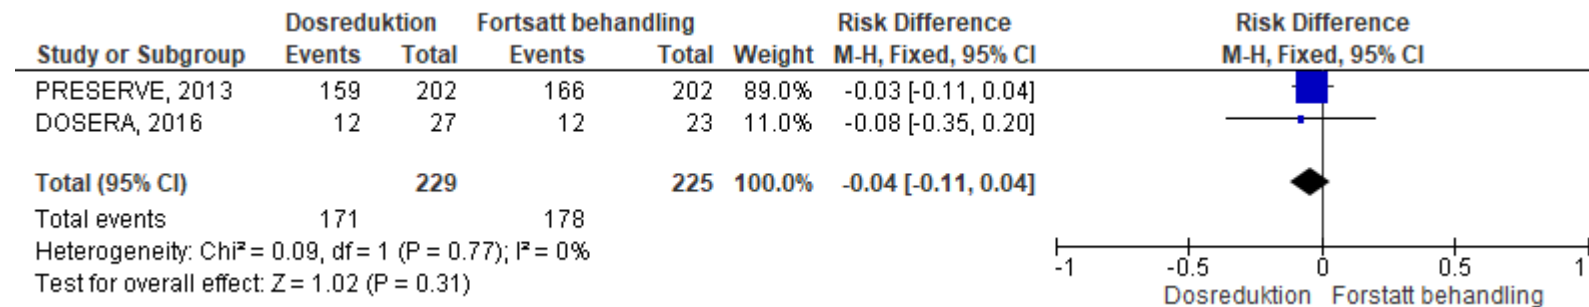 Dosreduktion Fortsatt behandling Risk Difference Risk Difference
Study or Subgroup Events Total Events Total Weight M-H, Fixed, 95% CI M-H, Fixed, 95% CI
PRESERVE, 2013 159 202 166 202 89.0% -0.03 [-0.11, 0.04]
DOSERA, 2016 12 27 12 23 11.0% -0.08 [-0.35, 0.20]
Total (95% CI) 229 225 100.0% -0.04 [-0.11, 0.04]
Total events 171 178
Heterogeneity: Chi² = 0.09, df = 1 (P = 0.77); I² = 0%
Test for overall effect: Z = 1.02 (P = 0.31)
-1 -0.5 0 0.5 1
Dosreduktion Forstatt behandling